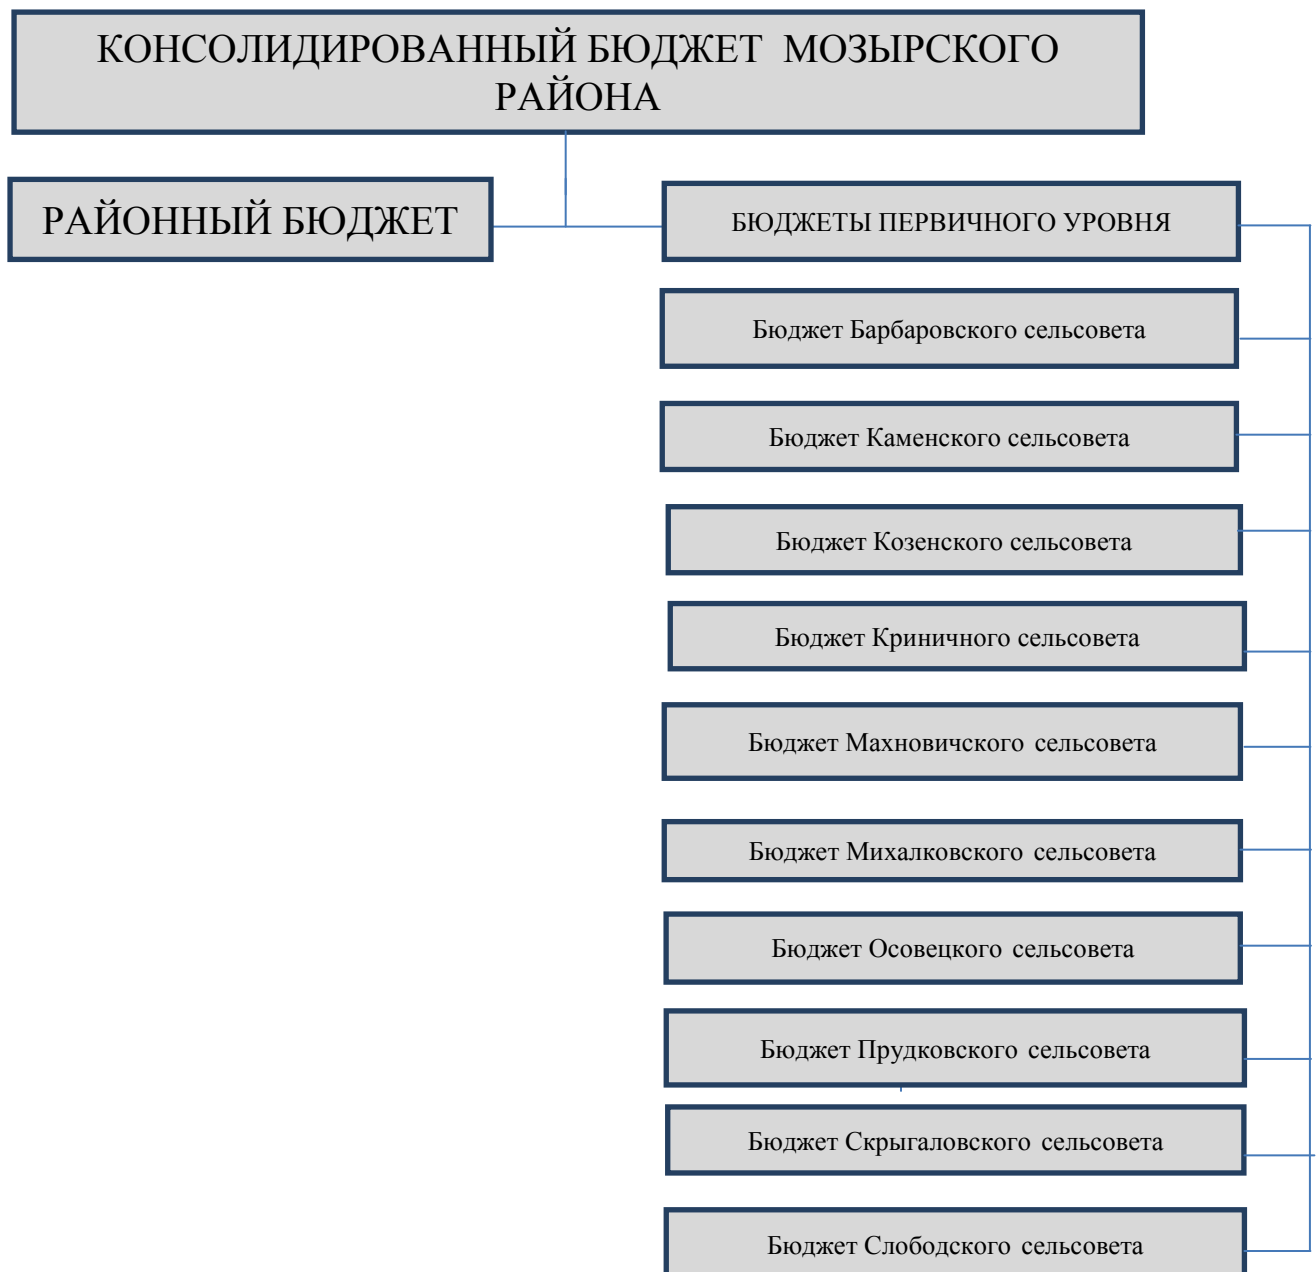 КОНСОЛИДИРОВАННЫЙ БЮДЖЕТ МОЗЫРСКОГО
РАЙОНА
РАЙОННЫЙ БЮДЖЕТ
БЮДЖЕТЫ ПЕРВИЧНОГО УРОВНЯ
Бюджет Барбаровского сельсовета
Бюджет Каменского сельсовета
Бюджет Козенского сельсовета
Бюджет Криничного сельсовета
Бюджет Махновичского сельсовета
Бюджет Михалковского сельсовета
Бюджет Осовецкого сельсовета
Бюджет Прудковского сельсовета
Бюджет Скрыгаловского сельсовета
Бюджет Слободского сельсовета